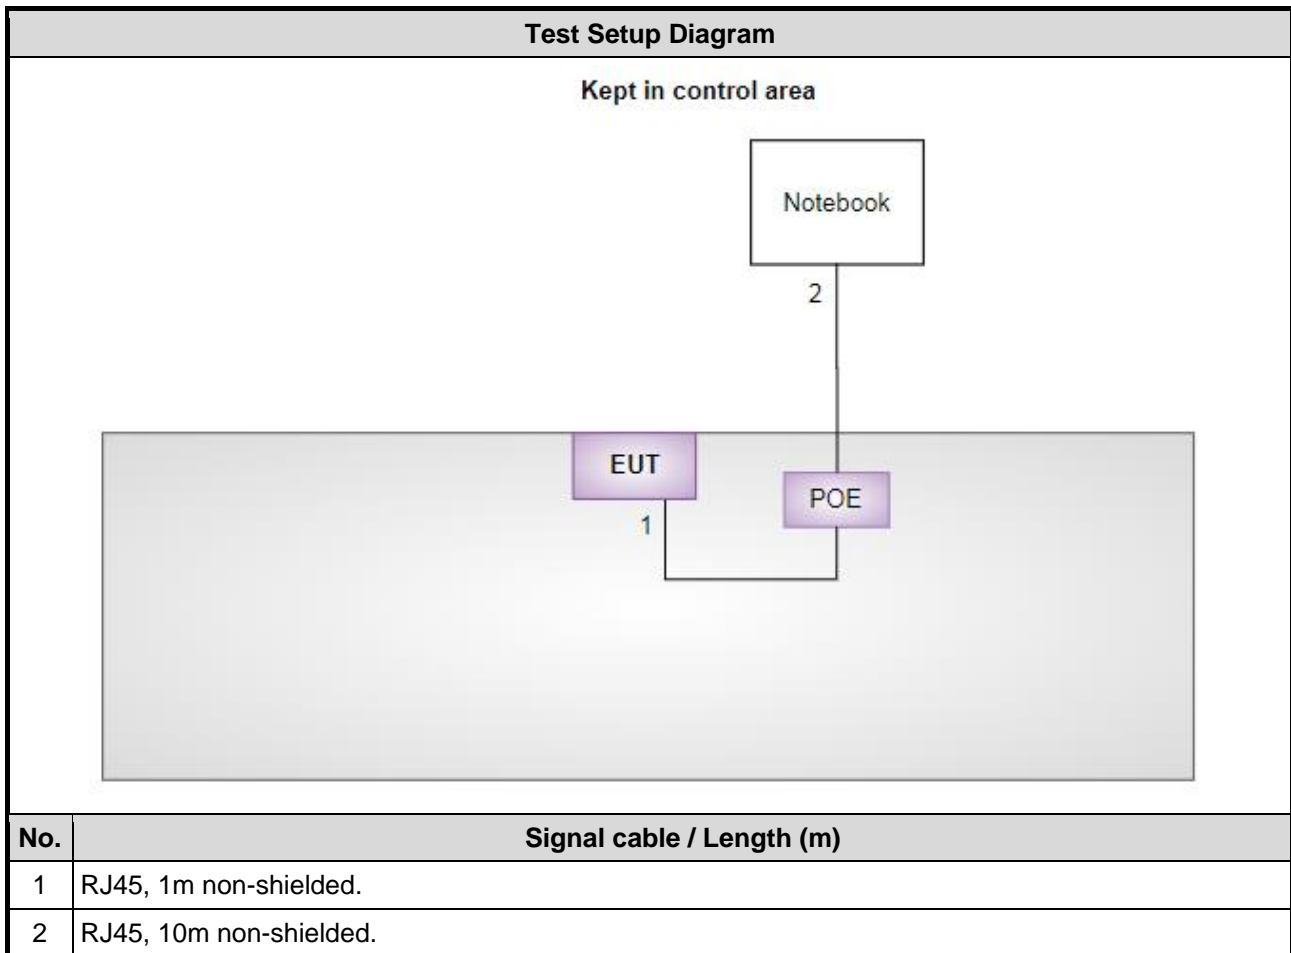 Test Setup Diagram
Kept in control area
Notebook
2
EUT
POE
1
No. Signal cable / Length (m)
1 RJ45, 1m non-shielded.
2 RJ45, 10m non-shielded.